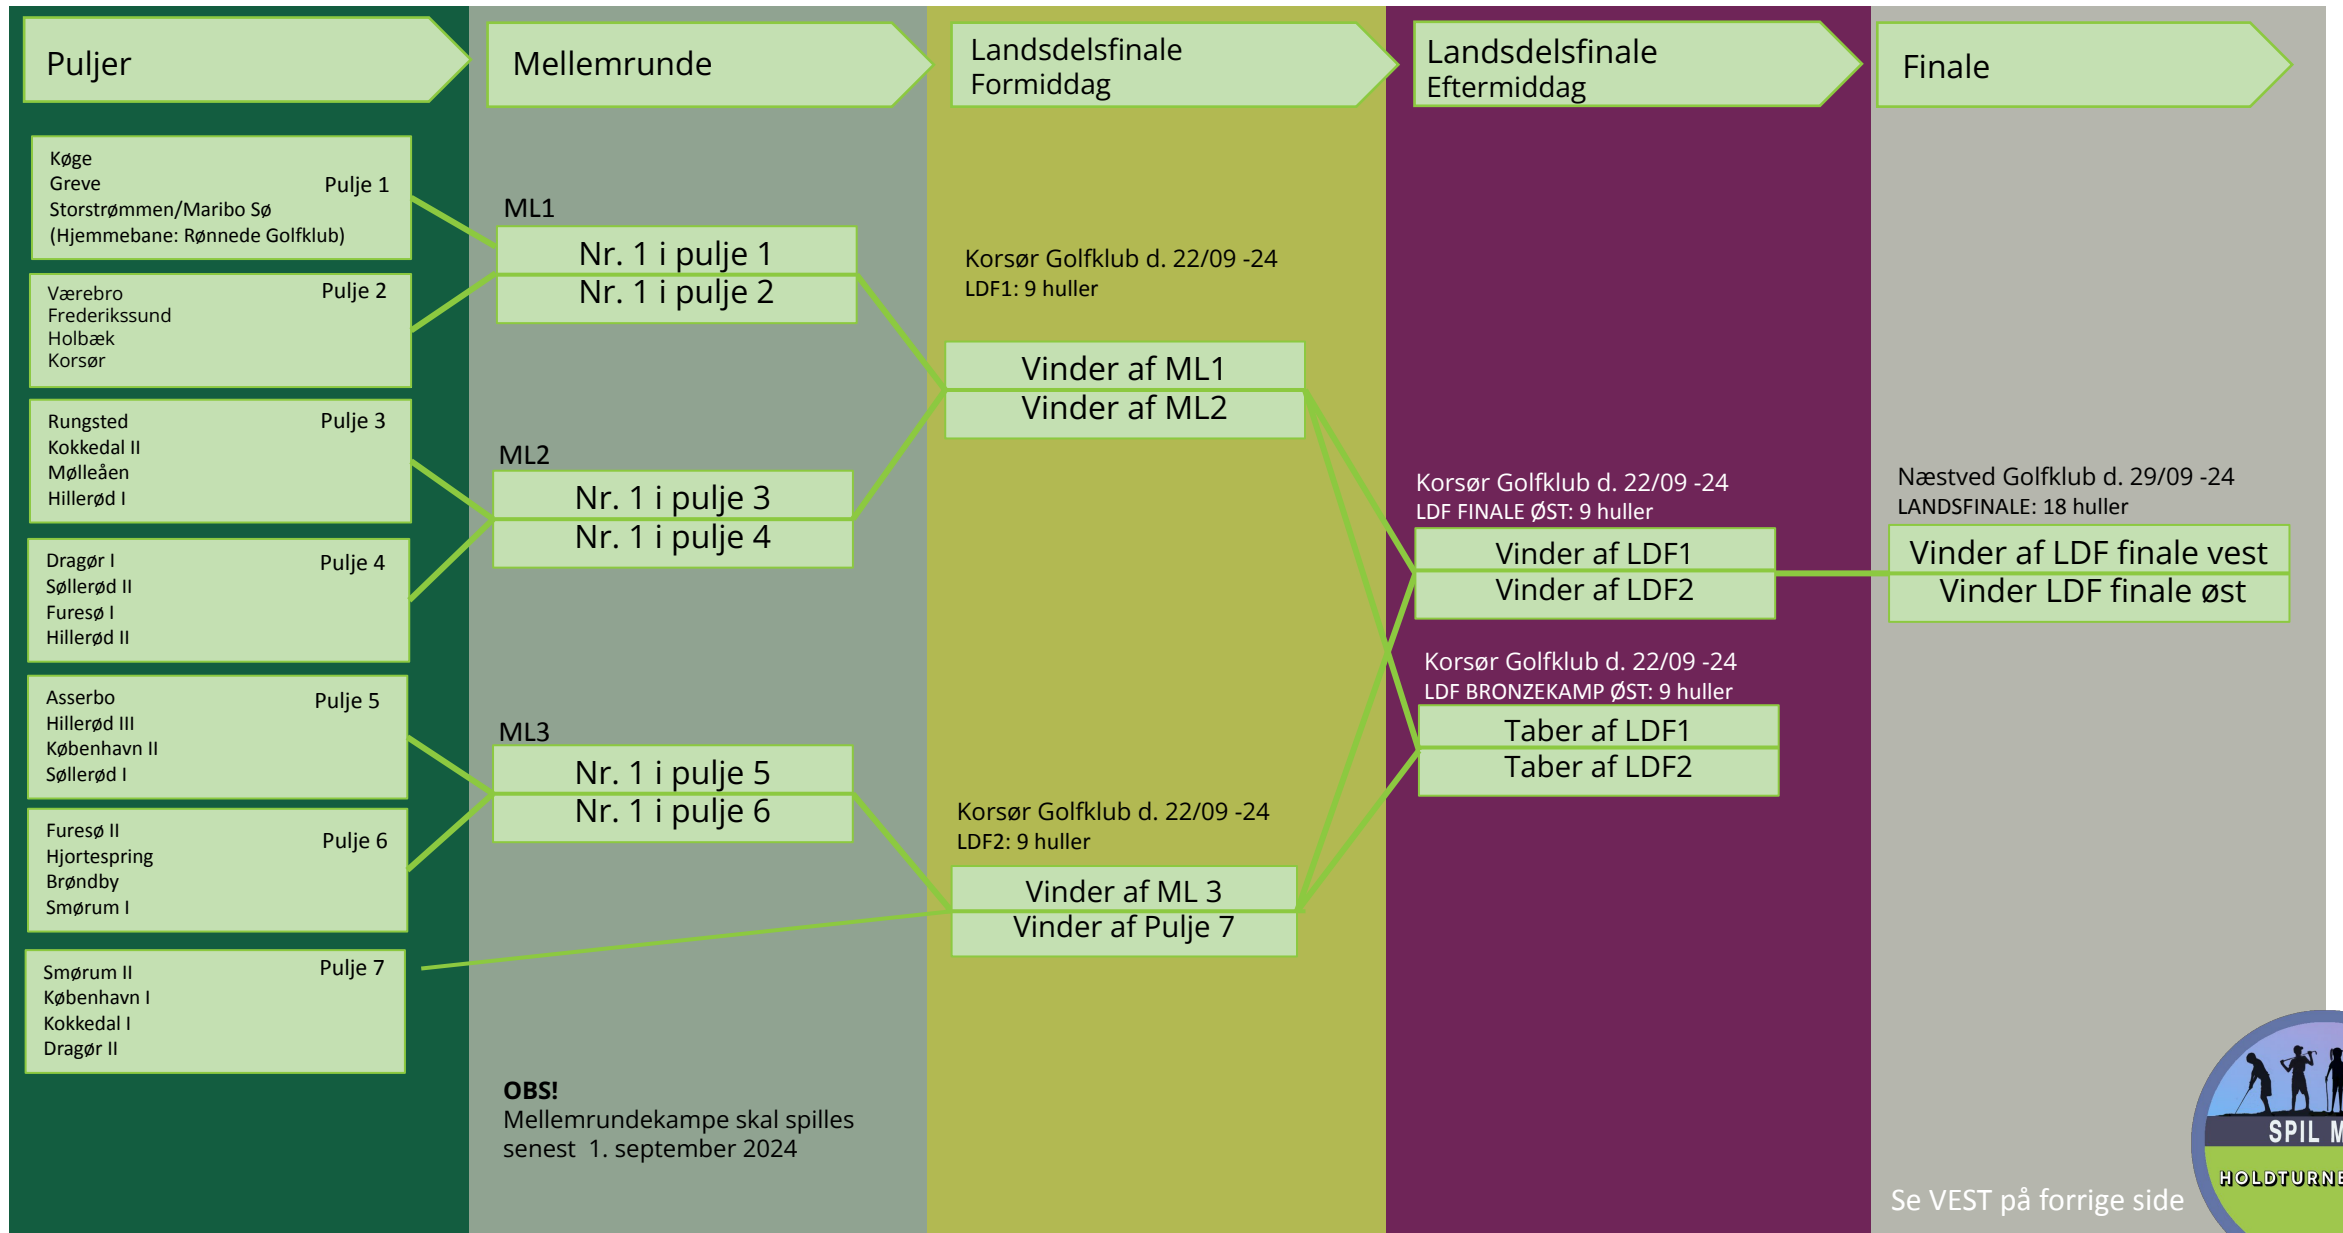 Puljer
Køge
Greve
Storstrømmen/Maribo Sø
(Hjemmebane: Rønnede Golfklub)
Pulje 1
Værebro
Frederikssund
Holbæk
Korsør
Pulje 2
Rungsted
Kokkedal II
Mølleåen
Hillerød I
Pulje 3
Dragør I
Søllerød II
Furesø I
Hillerød II
Pulje 4
Asserbo
Hillerød III
København II
Søllerød I
Pulje 5
Furesø II
Hjortespring
Brøndby
Smørum I
Pulje 6
Smørum II
København I
Kokkedal I
Dragør II
Pulje 7
Mellemrunde
ML1
Nr. 1 i pulje 1
Nr. 1 i pulje 2
ML2
Nr. 1 i pulje 3
Nr. 1 i pulje 4
ML3
Nr. 1 i pulje 5
Nr. 1 i pulje 6
OBS!
Mellemrundekampe skal spilles
senest 1. september 2024
Landsdelsfinale
Formiddag
Korsør Golfklub d. 22/09 -24
LDF1: 9 huller
Vinder af ML1
Vinder af ML2
Korsør Golfklub d. 22/09 -24
LDF2: 9 huller
Vinder af ML 3
Vinder af Pulje 7
Landsdelsfinale
Eftermiddag
Korsør Golfklub d. 22/09 -24
LDF FINALE ØST: 9 huller
Vinder af LDF1
Vinder af LDF2
Korsør Golfklub d. 22/09 -24
LDF BRONZEKAMP ØST: 9 huller
Taber af LDF1
Taber af LDF2
Finale
Næstved Golfklub d. 29/09 -24
LANDSFINALE: 18 huller
Vinder af LDF finale vest
Vinder LDF finale øst
Se VEST på forrige side
SPIL M
HOLDTURNE